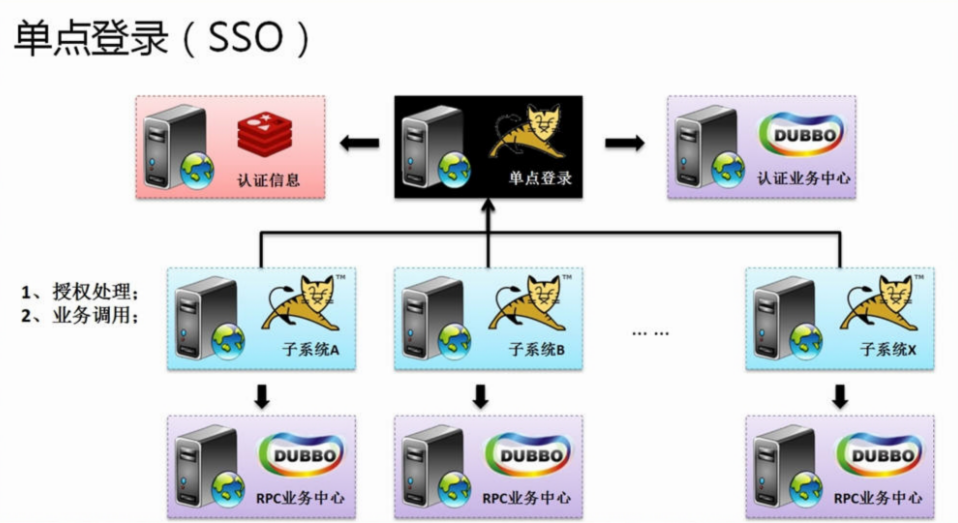 单点登录（SSO）
认证信息
单点登录
DUBBO
认证业务中心
1、授权处理；
2、业务调用；
TM
子系统A
TM
子系统B
... ...
TM
子系统X
DUBBO
RPC业务中心
DUBBO
RPC业务中心
DUBBO
RPC业务中心